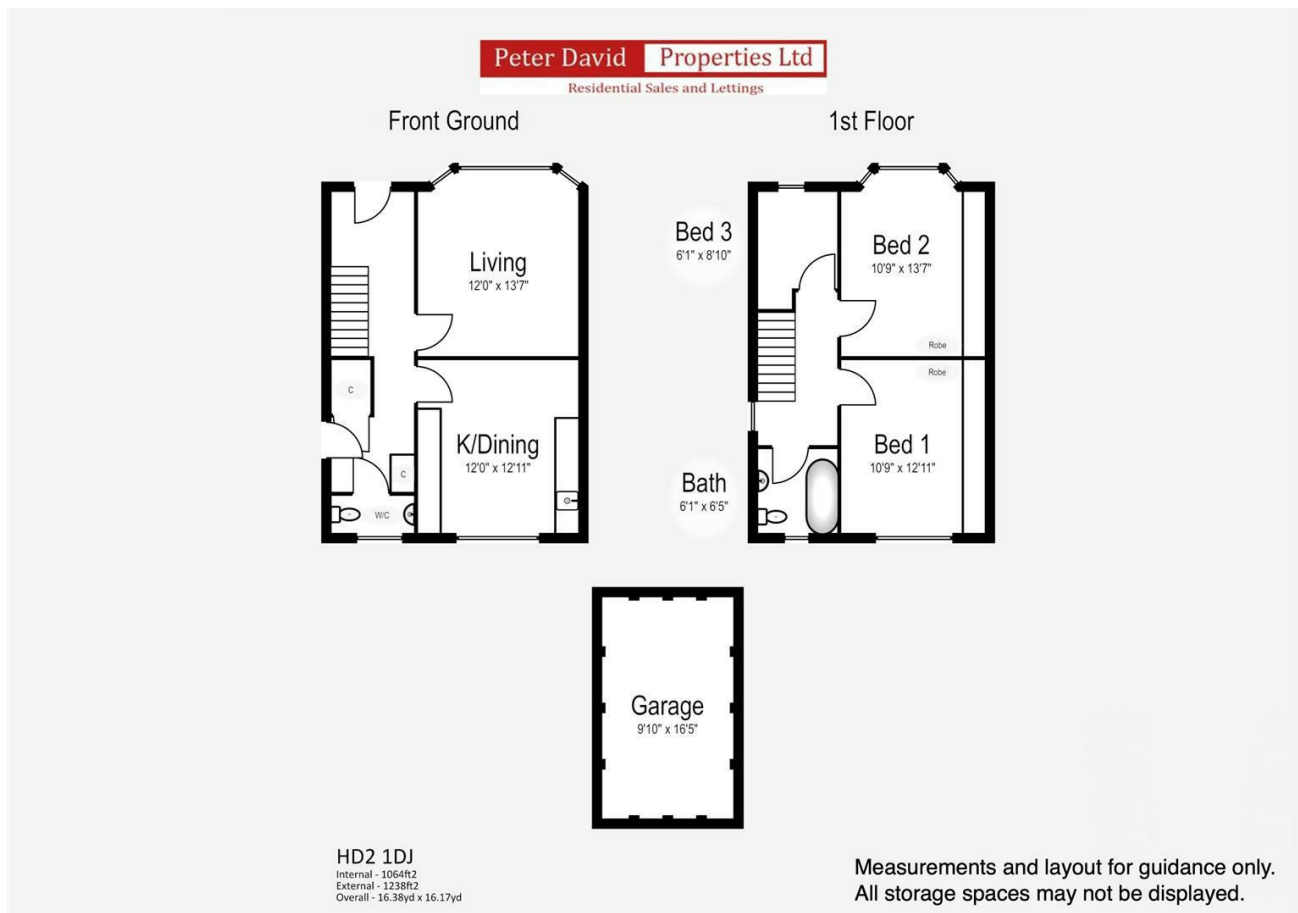 Peter David Properties Ltd
Residential Sales and Lettings
Front Ground
1st Floor
Living
12'0" x 13'7"
C
K/Dining
12'0" x 12'11"
C
W/C
Bed 3
6'1" x 8'10"
Bed 2
10'9" x 13'7"
Robe
Robe
Bed 1
10'9" x 12'11"
Bath
6'1" x 6'5"
Garage
9'10" x 16'5"
HD2 1DJ
Internal - 1064ft2
External - 1238ft2
Overall - 16.38yd x 16.17yd
Measurements and layout for guidance only.
All storage spaces may not be displayed.